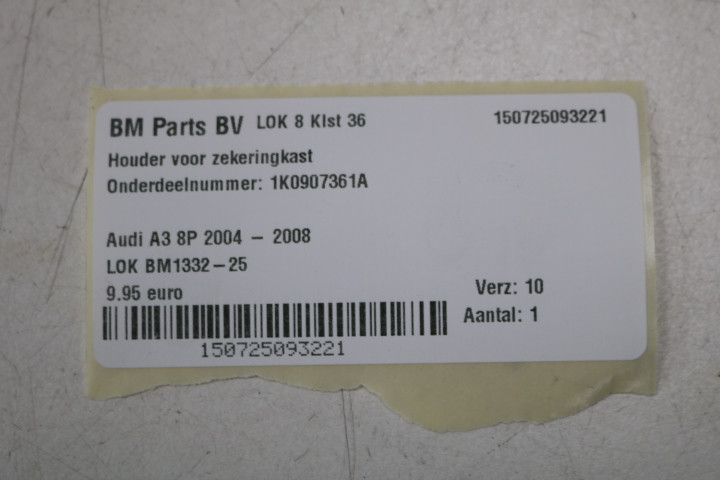 BM Parts BV LOK 8 Klst 36 150725093221
Houder voor zekeringkast
Onderdeelnummer: 1K0907361A
Audi A3 8P 2004 – 2008
LOK BM1332–25
9.95 euro Verz: 10
Aantal: 1
150725093221